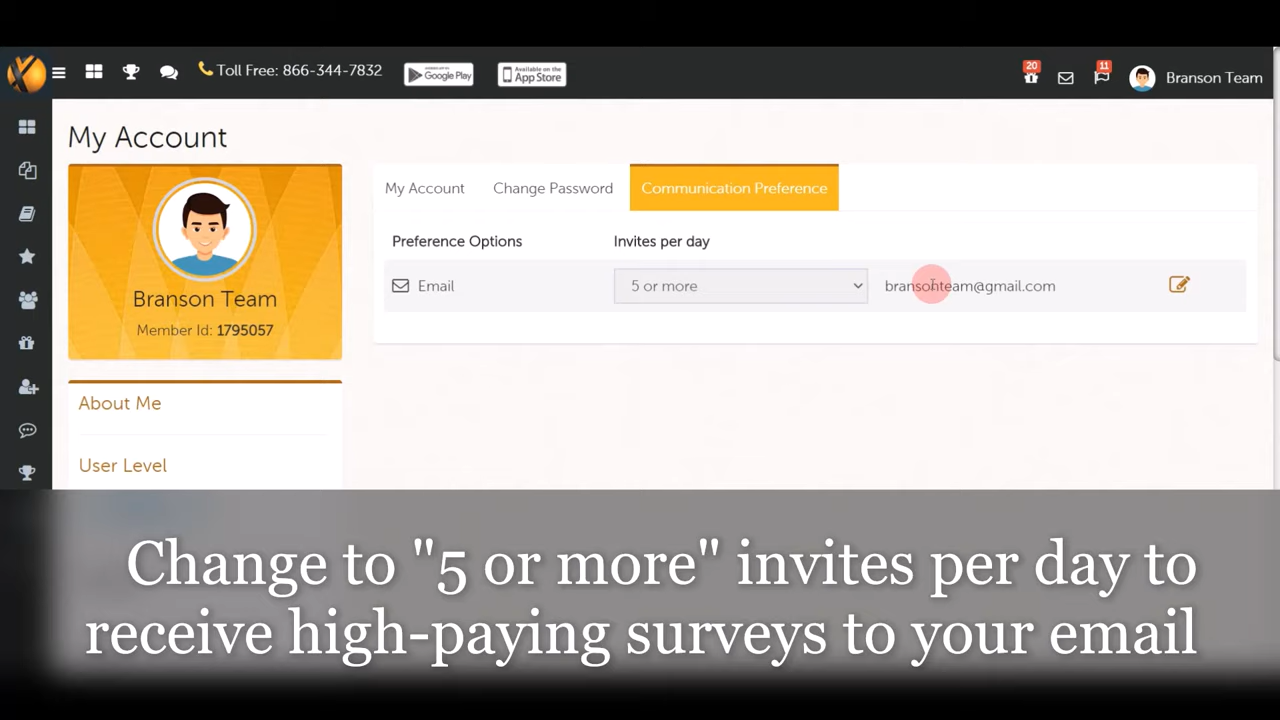 Toll Free: 866-344-7832
Google Play
Available on the
App Store
20
11
Branson Team
My Account
Branson Team
Member Id: 1795057
About Me
User Level
My Account
Change Password
Communication Preference
Preference Options
Invites per day
Email
5 or more
bransonteam@gmail.com
Change to "5 or more" invites per day to
receive high-paying surveys to your email